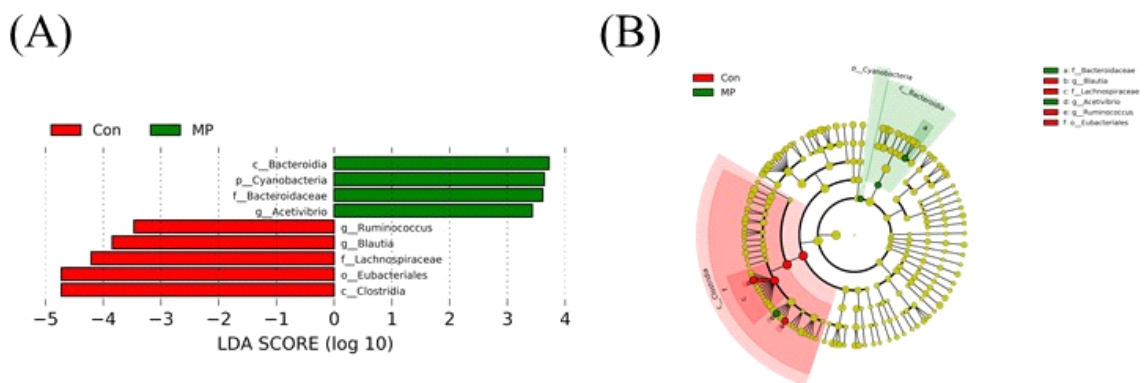 (A)
Con MP
c__Bacteroidia
p__Cyanobacteria
f__Bacteroidaceae
g__Acetivibrio
g__Ruminococcus
g__Blautia
f__Lachnospiraceae
o__Eubacteriales
c__Clostridia
−5 −4 −3 −2 −1 0 1 2 3 4
LDA SCORE (log 10)
(B)
Con
MP
p__Cyanobacteria
c__Bacteroidia
a
c__Clostridia
f
c
a: f__Bacteroidaceae
b: g__Blautia
c: f__Lachnospiraceae
d: g__Acetivibrio
e: g__Ruminococcus
f: o__Eubacteriales